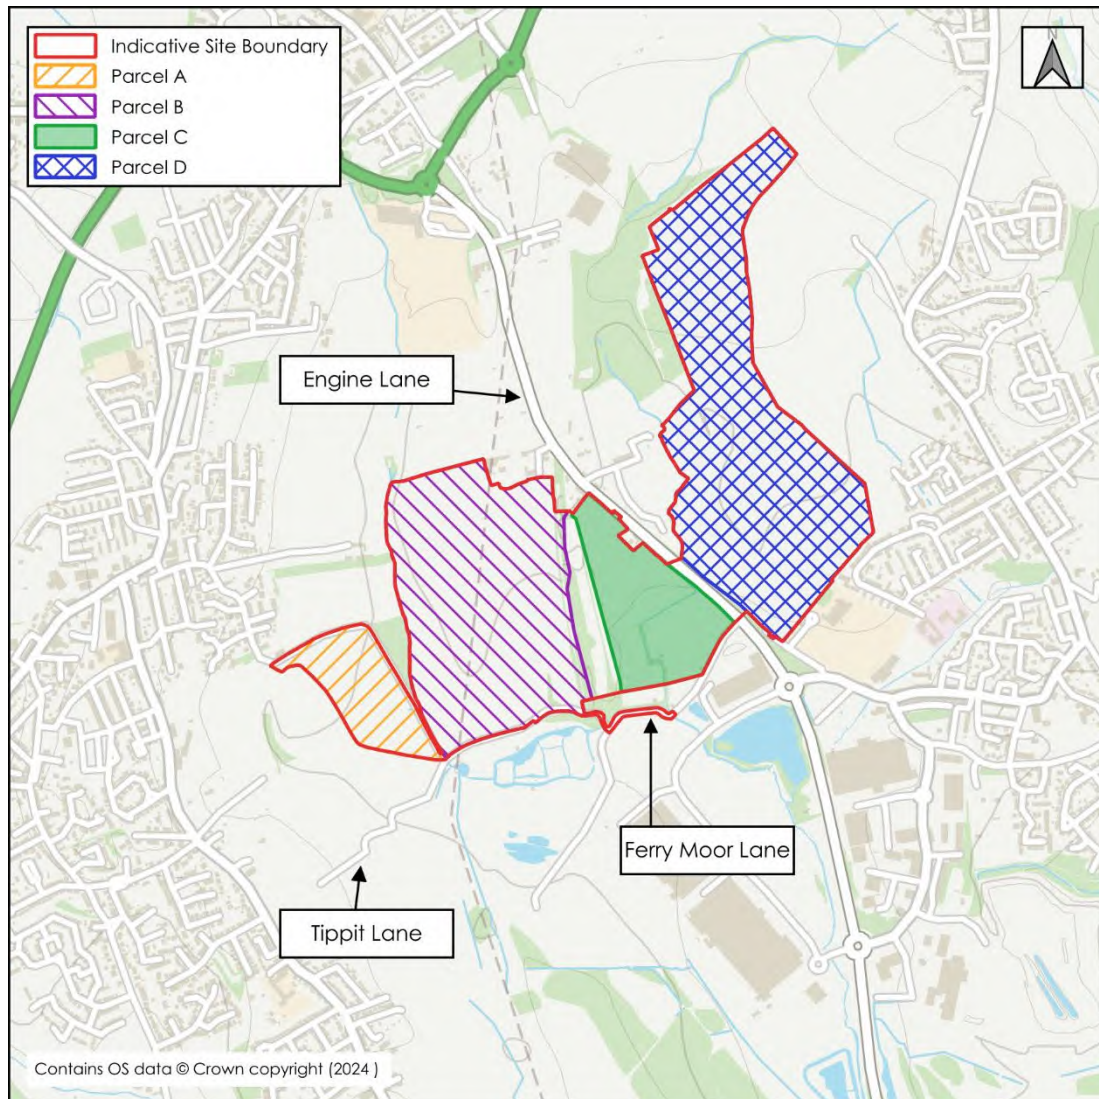 Indicative Site Boundary
Parcel A
Parcel B
Parcel C
Parcel D
N
Engine Lane
Ferry Moor Lane
Tippit Lane
Contains OS data © Crown copyright (2024 )